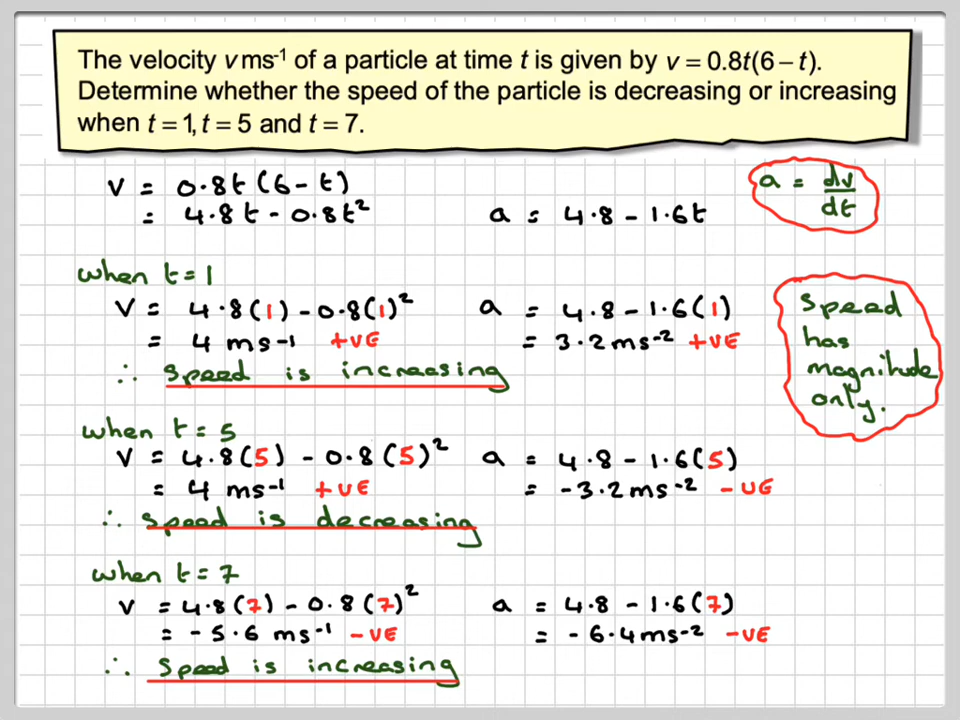 The velocity v ms⁻¹ of a particle at time t is given by v = 0.8t(6 – t).
Determine whether the speed of the particle is decreasing or increasing
when t = 1, t = 5 and t = 7.
v = 0.8t(6 - t)
= 4.8t - 0.8t²
a = 4.8 - 1.6t
a = dv/dt
when t = 1
v = 4.8(1) - 0.8(1)²
a = 4.8 - 1.6(1)
= 4 ms⁻¹ +VE
= 3.2 ms⁻² +VE
∴ speed is increasing
Speed
has
magnitude
only.
when t = 5
v = 4.8(5) - 0.8(5)²
a = 4.8 - 1.6(5)
= 4 ms⁻¹ +VE
= -3.2 ms⁻² -VE
∴ speed is decreasing
when t = 7
v = 4.8(7) - 0.8(7)²
a = 4.8 - 1.6(7)
= -5.6 ms⁻¹ -VE
= -6.4 ms⁻² -VE
∴ speed is increasing